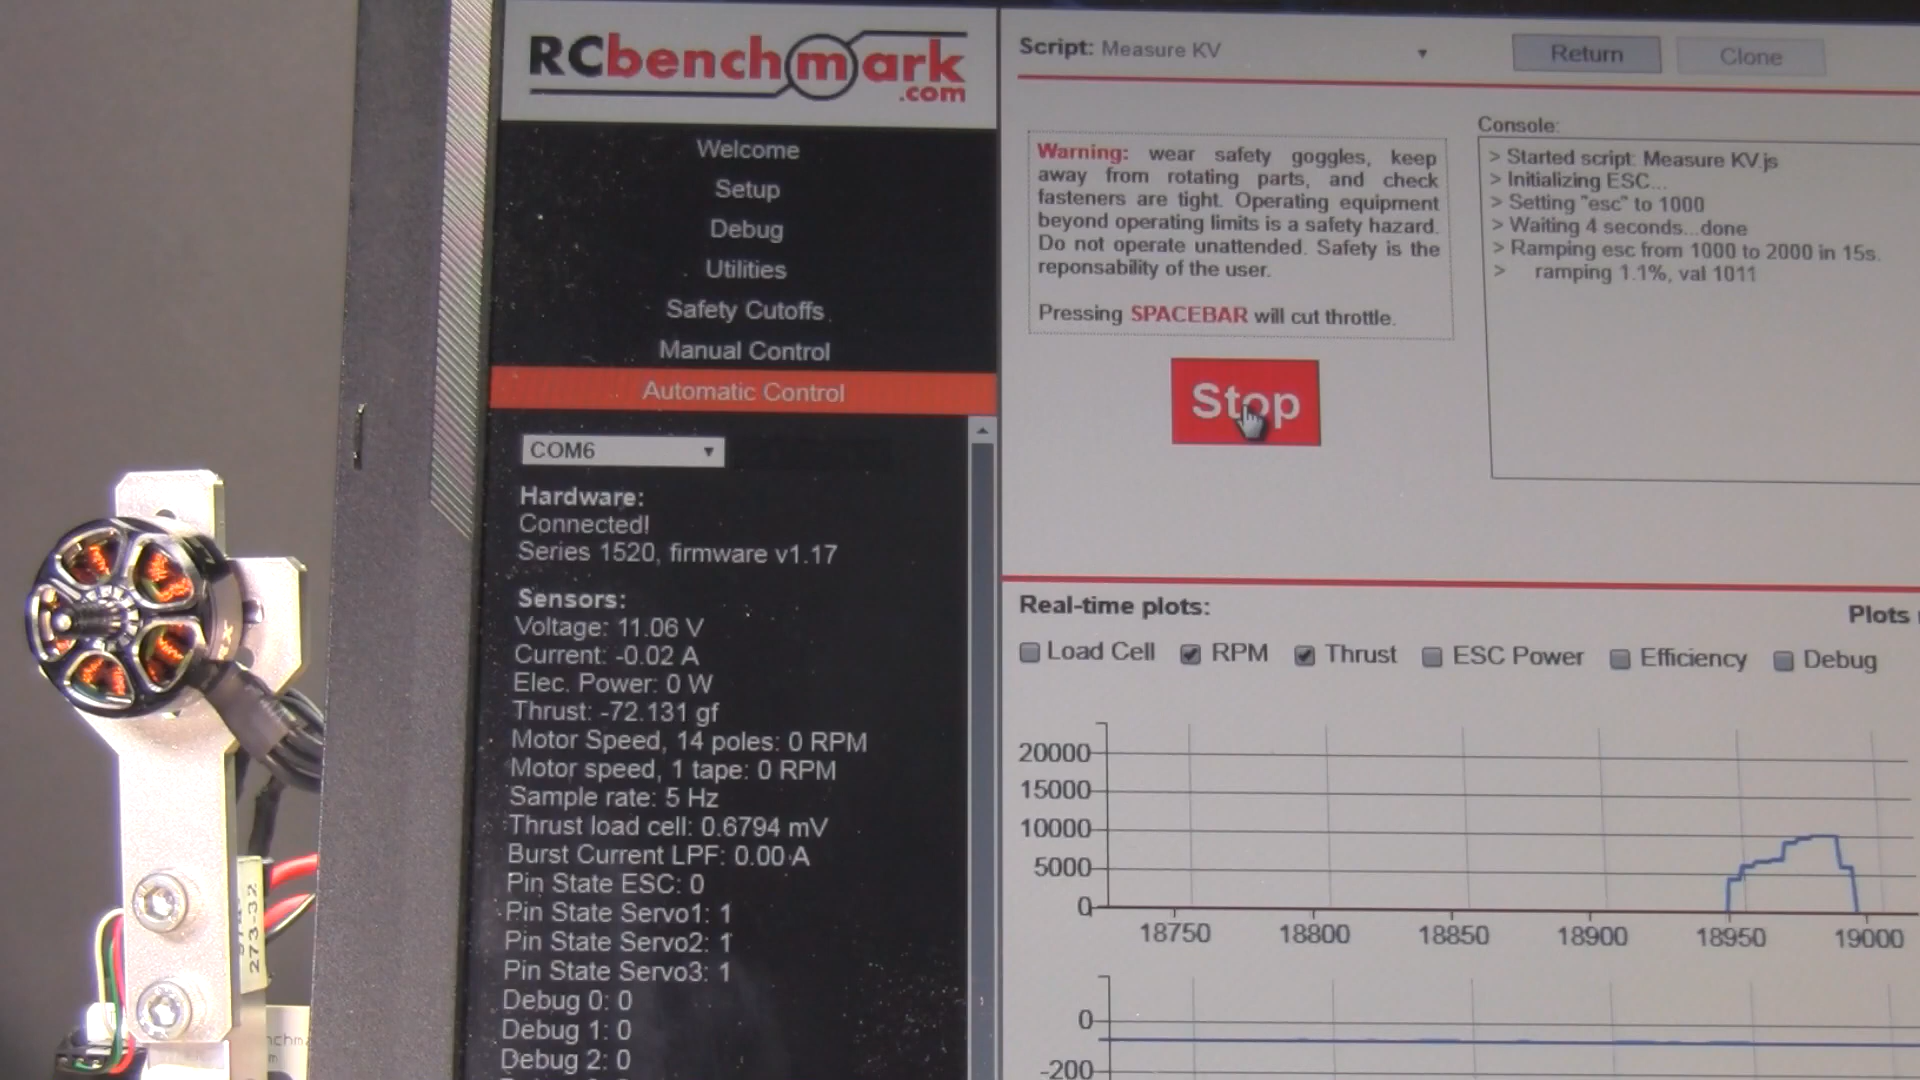 RCbenchmark
.com
Welcome
Setup
Debug
Utilities
Safety Cutoffs
Manual Control
Automatic Control
COM6
Hardware:
Connected!
Series 1520, firmware v1.17
Sensors:
Voltage: 11.06 V
Current: -0.02 A
Elec. Power: 0 W
Thrust: -72.131 gf
Motor Speed, 14 poles: 0 RPM
Motor speed, 1 tape: 0 RPM
Sample rate: 5 Hz
Thrust load cell: 0.6794 mV
Burst Current LPF: 0.00 A
Pin State ESC: 0
Pin State Servo1: 1
Pin State Servo2: 1
Pin State Servo3: 1
Debug 0: 0
Debug 1: 0
Debug 2: 0
Script: Measure KV
Return
Clone
Warning: wear safety goggles, keep
away from rotating parts, and check
fasteners are tight. Operating equipment
beyond operating limits is a safety hazard.
Do not operate unattended. Safety is the
reponsability of the user.
Pressing SPACEBAR will cut throttle.
Stop
Console:
> Started script: Measure KV.js
> Initializing ESC...
> Setting "esc" to 1000
> Waiting 4 seconds...done
> Ramping esc from 1000 to 2000 in 15s.
> ramping 1.1%, val 1011
Real-time plots:
Plots
Load Cell
RPM
Thrust
ESC Power
Efficiency
Debug
20000
15000
10000
5000
0
18750
18800
18850
18900
18950
19000
0
-200
273-32